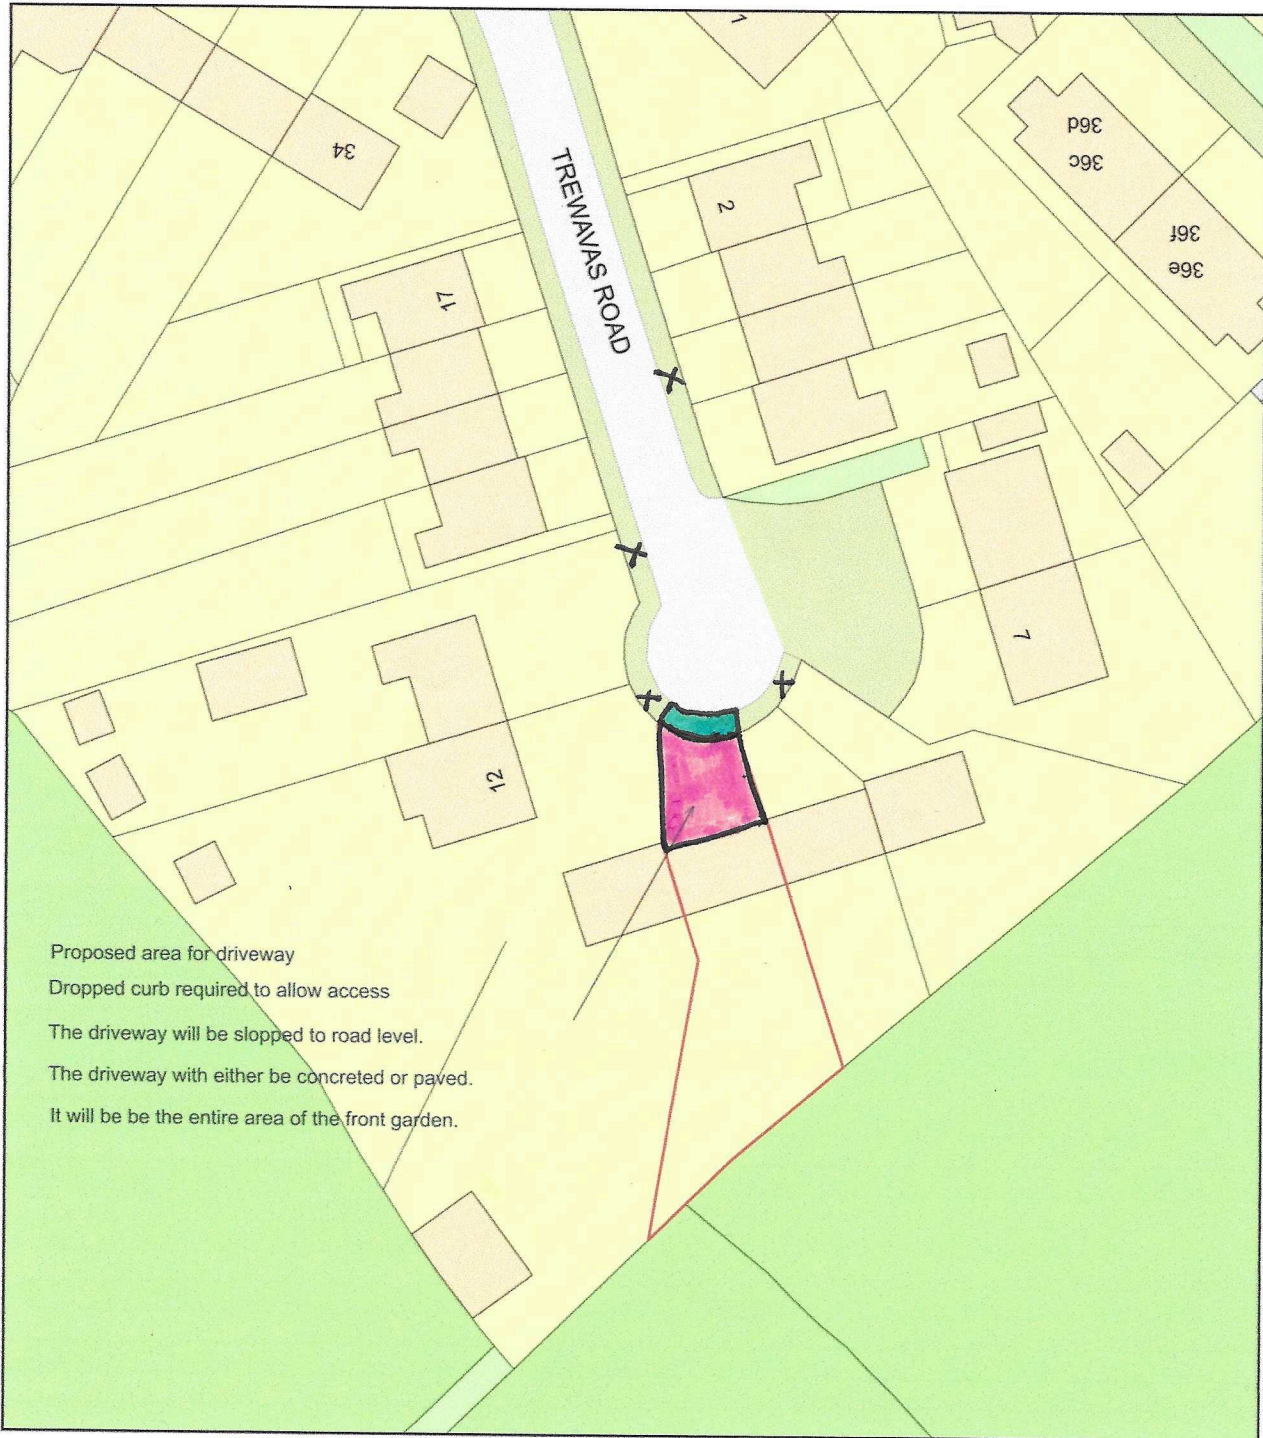 1
36d
36c
34
2
36f
36e
TREWAVAS ROAD
17
7
12
Proposed area for driveway
Dropped curb required to allow access
The driveway will be slopped to road level.
The driveway with either be concreted or paved.
It will be be the entire area of the front garden.